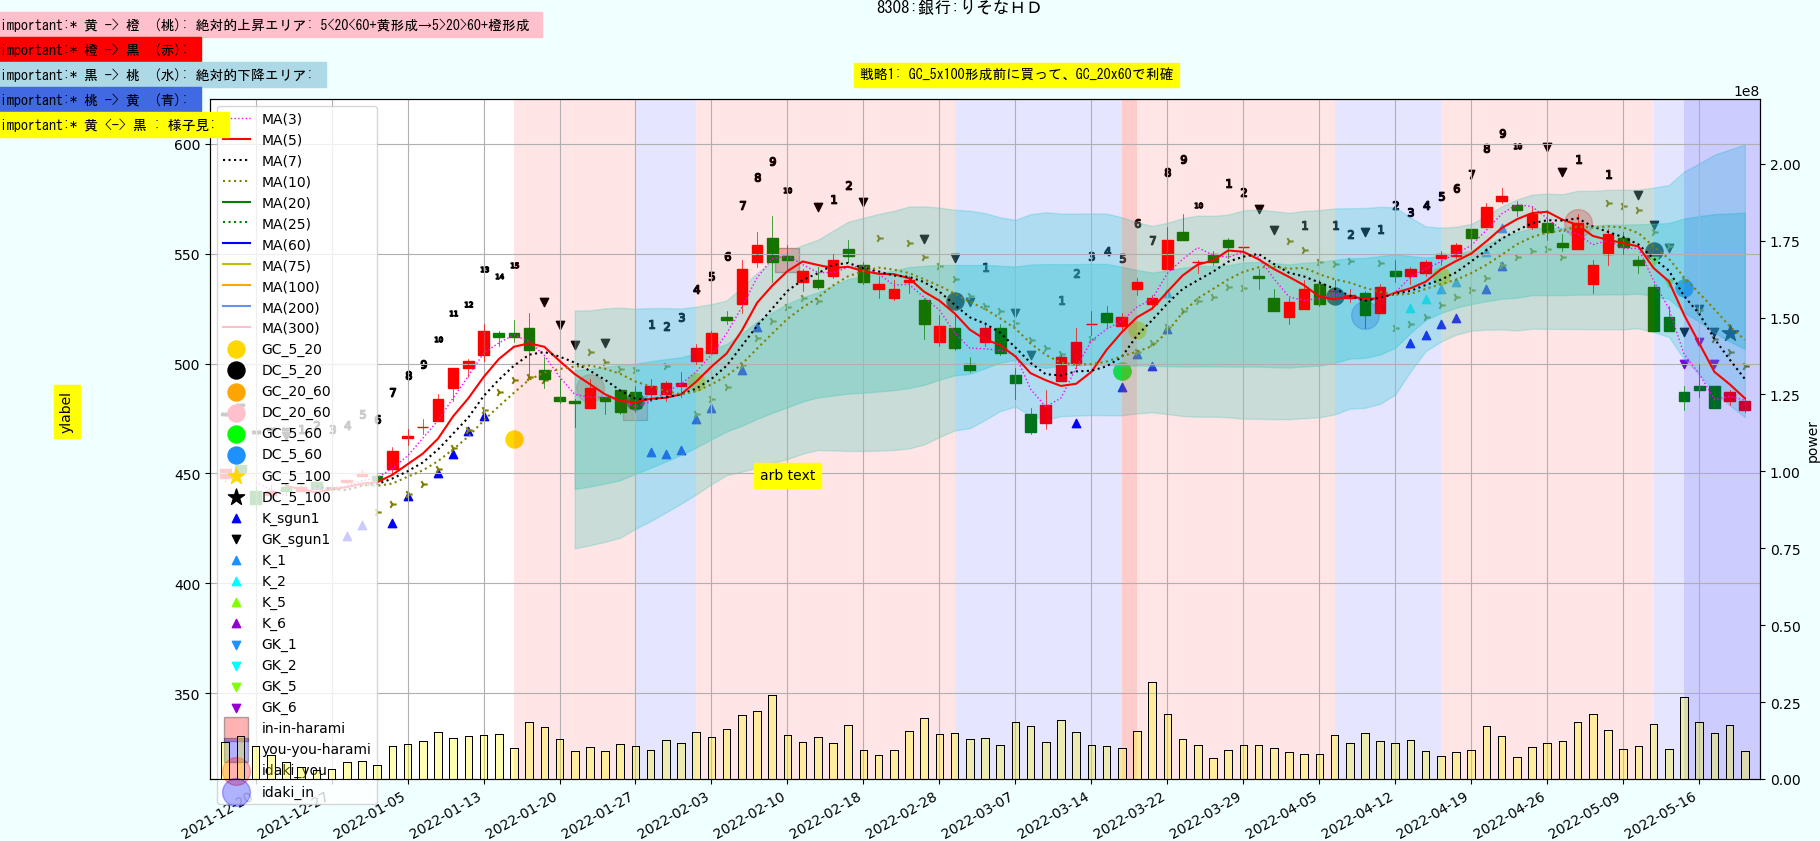 8308:銀行:りそなＨＤ
important:* 黄 -> 橙 （桃）: 絶対的上昇エリア: 5<20<60+黄形成→5>20>60+橙形成
important:* 橙 -> 黒 （赤）:
important:* 黒 -> 桃 （水）: 絶対的下降エリア:
important:* 桃 -> 黄 （青）:
important:* 黄 <-> 黒 : 様子見:
戦略1: GC_5x100形成前に買って、GC_20x60で利確
1e8
MA(3)
MA(5)
MA(7)
MA(10)
MA(20)
MA(25)
MA(60)
MA(75)
MA(100)
MA(200)
MA(300)
GC_5_20
DC_5_20
GC_20_60
DC_20_60
GC_5_60
DC_5_60
GC_5_100
DC_5_100
K_sgun1
GK_sgun1
K_1
K_2
K_5
K_6
GK_1
GK_2
GK_5
GK_6
in-in-harami
you-you-harami
idaki_you
idaki_in
600
550
500
450
400
350
ylabel
arb text
2.00
1.75
1.50
1.25
1.00
0.75
0.50
0.25
0.00
power
2021-12-20
2021-12-27
2022-01-05
2022-01-13
2022-01-20
2022-01-27
2022-02-03
2022-02-10
2022-02-18
2022-02-28
2022-03-07
2022-03-14
2022-03-22
2022-03-29
2022-04-05
2022-04-12
2022-04-19
2022-04-26
2022-05-09
2022-05-16